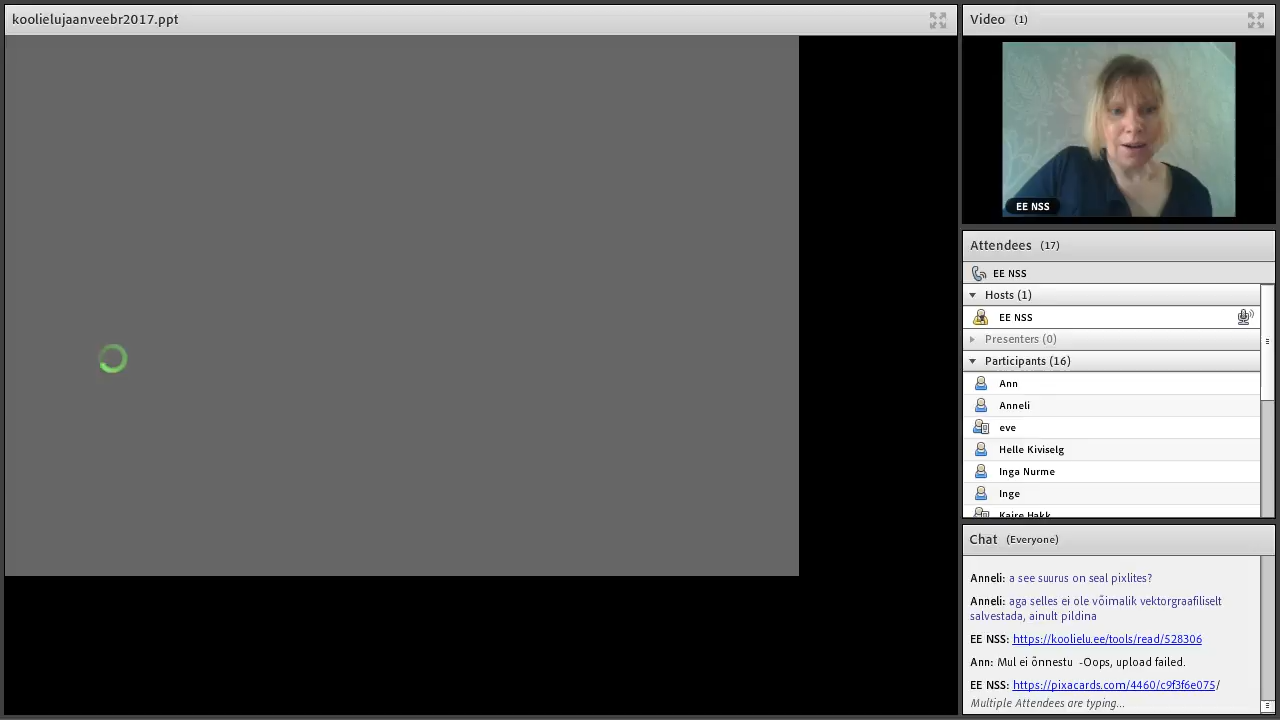 koolielujaanveebr2017.ppt
Video (1)
EE NSS
Attendees (17)
EE NSS
Hosts (1)
EE NSS
Presenters (0)
Participants (16)
Ann
Anneli
eve
Helle Kiviselg
Inga Nurme
Inge
Kaire Hakk
Chat (Everyone)
Anneli: a see suurus on seal pixlites?
Anneli: aga selles ei ole võimalik vektorgraafiliselt
salvestada, ainult pildina
EE NSS: https://koolielu.ee/tools/read/528306
Ann: Mul ei õnnestu -Oops, upload failed.
EE NSS: https://pixacards.com/4460/c9f3f6e075/
Multiple Attendees are typing...